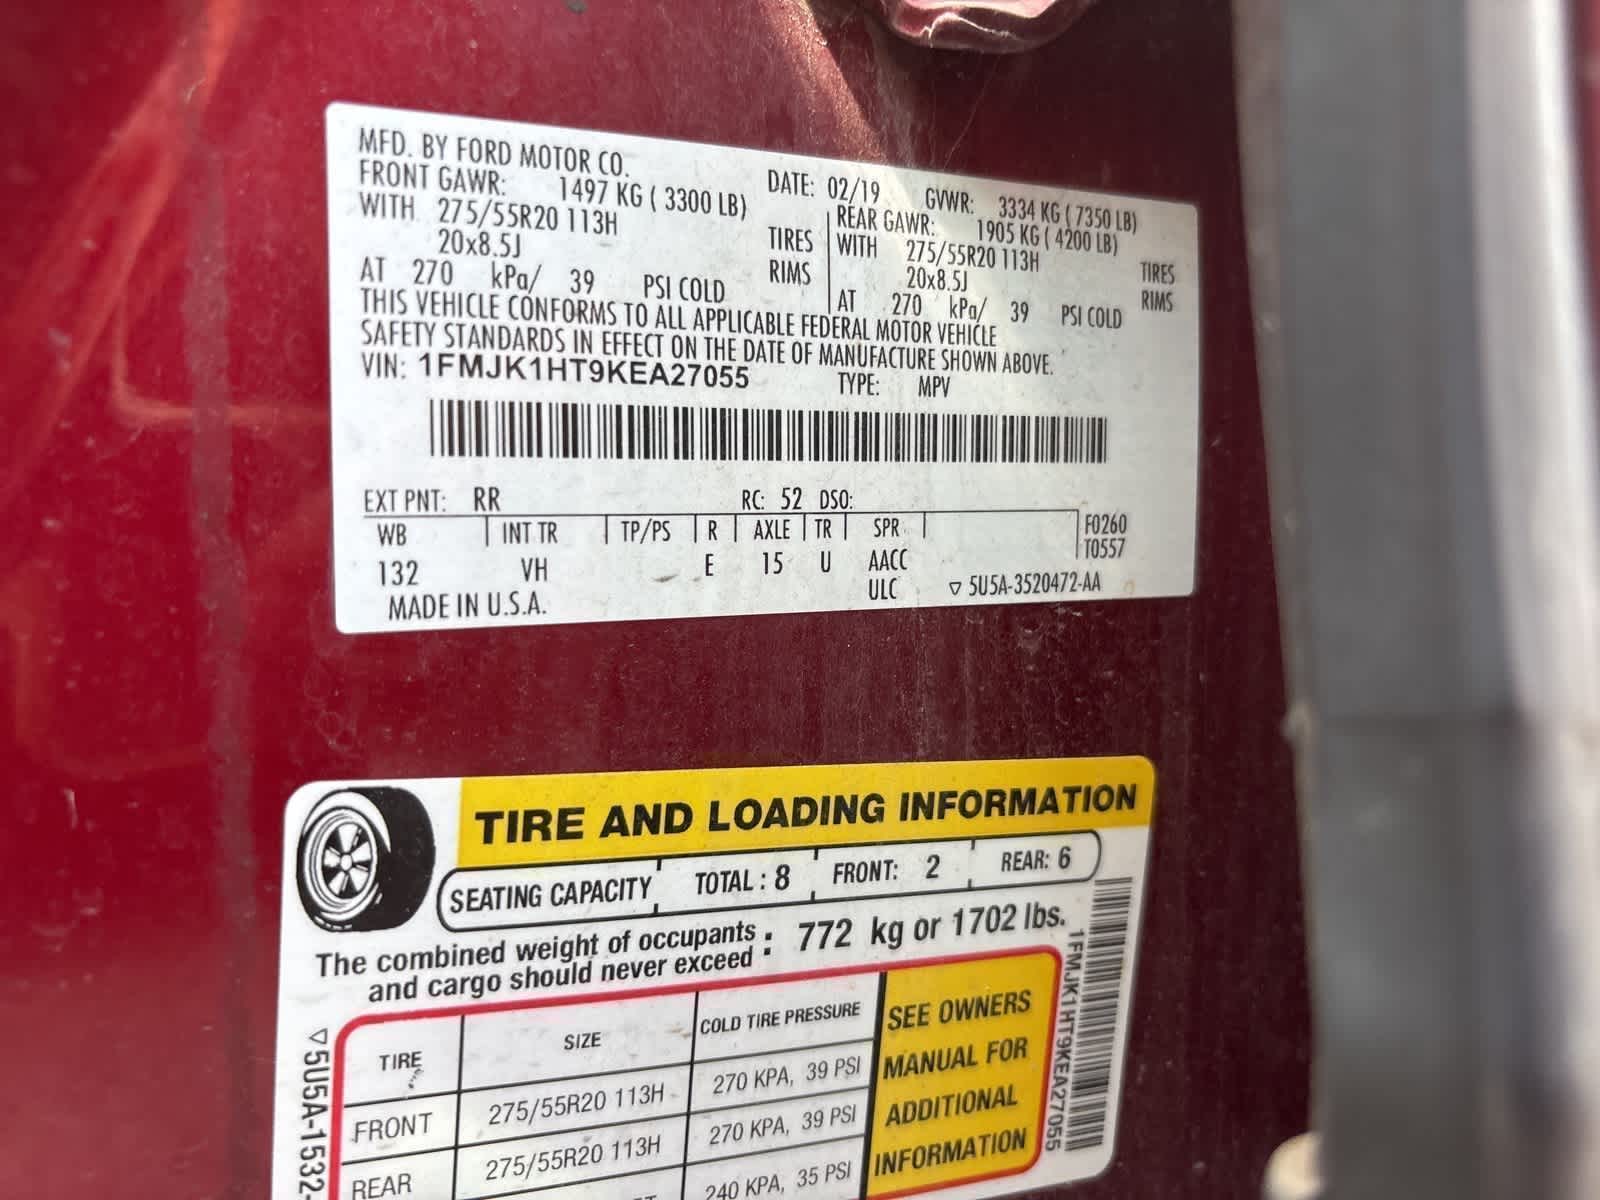 MFD. BY FORD MOTOR CO.
DATE: 02/19 GVWR: 3334 KG ( 7350 LB)
FRONT GAWR: 1497 KG ( 3300 LB) REAR GAWR: 1905 KG ( 4200 LB)
WITH 275/55R20 113H TIRES WITH 275/55R20 113H TIRES
20x8.5J RIMS 20x8.5J RIMS
AT 270 kPa/ 39 PSI COLD AT 270 kPa/ 39 PSI COLD
THIS VEHICLE CONFORMS TO ALL APPLICABLE FEDERAL MOTOR VEHICLE
SAFETY STANDARDS IN EFFECT ON THE DATE OF MANUFACTURE SHOWN ABOVE.
VIN: 1FMJK1HT9KEA27055 TYPE: MPV
EXT PNT: RR RC: 52 DSO:
WB INT TR TP/PS R AXLE TR SPR F0260
T0557
132 VH E 15 U AACC
ULC
MADE IN U.S.A. ▽ 5U5A-3520472-AA
TIRE AND LOADING INFORMATION
SEATING CAPACITY TOTAL : 8 FRONT: 2 REAR: 6
The combined weight of occupants
and cargo should never exceed : 772 kg or 1702 lbs.
TIRE SIZE COLD TIRE PRESSURE
FRONT 275/55R20 113H 270 KPA, 39 PSI
REAR 275/55R20 113H 270 KPA, 39 PSI
240 KPA, 35 PSI
SEE OWNERS
MANUAL FOR
ADDITIONAL
INFORMATION
1FMJK1HT9KEA27055
▽5U5A-1532-